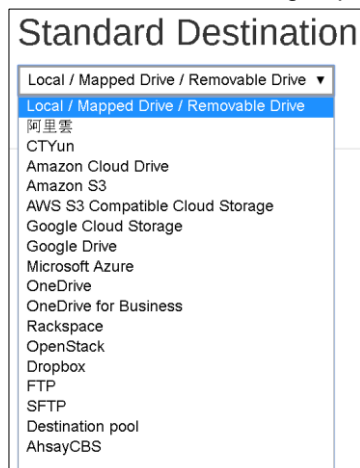 Standard Destination
Local / Mapped Drive / Removable Drive ▼
Local / Mapped Drive / Removable Drive
阿里雲
CTYun
Amazon Cloud Drive
Amazon S3
AWS S3 Compatible Cloud Storage
Google Cloud Storage
Google Drive
Microsoft Azure
OneDrive
OneDrive for Business
Rackspace
OpenStack
Dropbox
FTP
SFTP
Destination pool
AhsayCBS